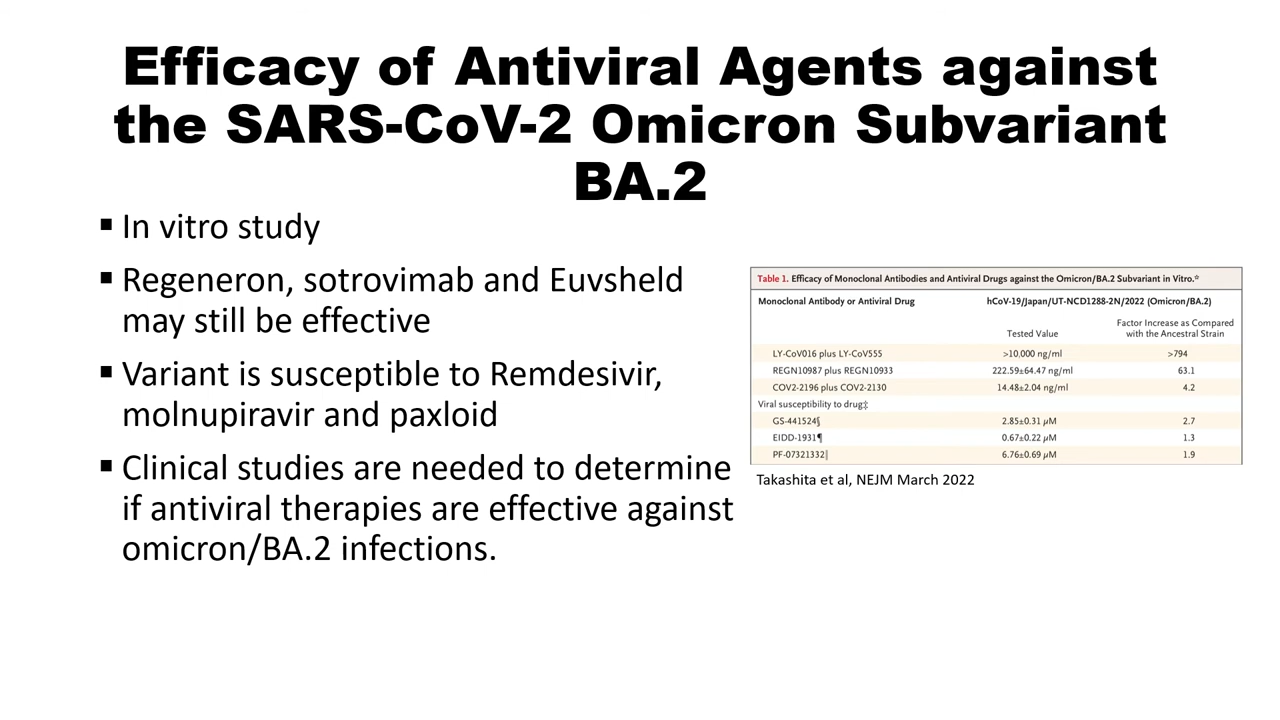 Efficacy of Antiviral Agents against
the SARS-CoV-2 Omicron Subvariant
BA.2
▪ In vitro study
▪ Regeneron, sotrovimab and Euvsheld
may still be effective
▪ Variant is susceptible to Remdesivir,
molnupiravir and paxloid
▪ Clinical studies are needed to determine
if antiviral therapies are effective against
omicron/BA.2 infections.
Table 1. Efficacy of Monoclonal Antibodies and Antiviral Drugs against the Omicron/BA.2 Subvariant in Vitro.*
Monoclonal Antibody or Antiviral Drug hCoV-19/Japan/UT-NCD1288-2N/2022 (Omicron/BA.2)
Factor Increase as Compared
Tested Value with the Ancestral Strain
LY-CoV016 plus LY-CoV555 >10,000 ng/ml >794
REGN10987 plus REGN10933 222.59±64.47 ng/ml 63.1
COV2-2196 plus COV2-2130 14.48±2.04 ng/ml 4.2
Viral susceptibility to drug‡
GS-441524§ 2.85±0.31 μM 2.7
EIDD-1931¶ 0.67±0.22 μM 1.3
PF-07321332| 6.76±0.69 μM 1.9
Takashita et al, NEJM March 2022